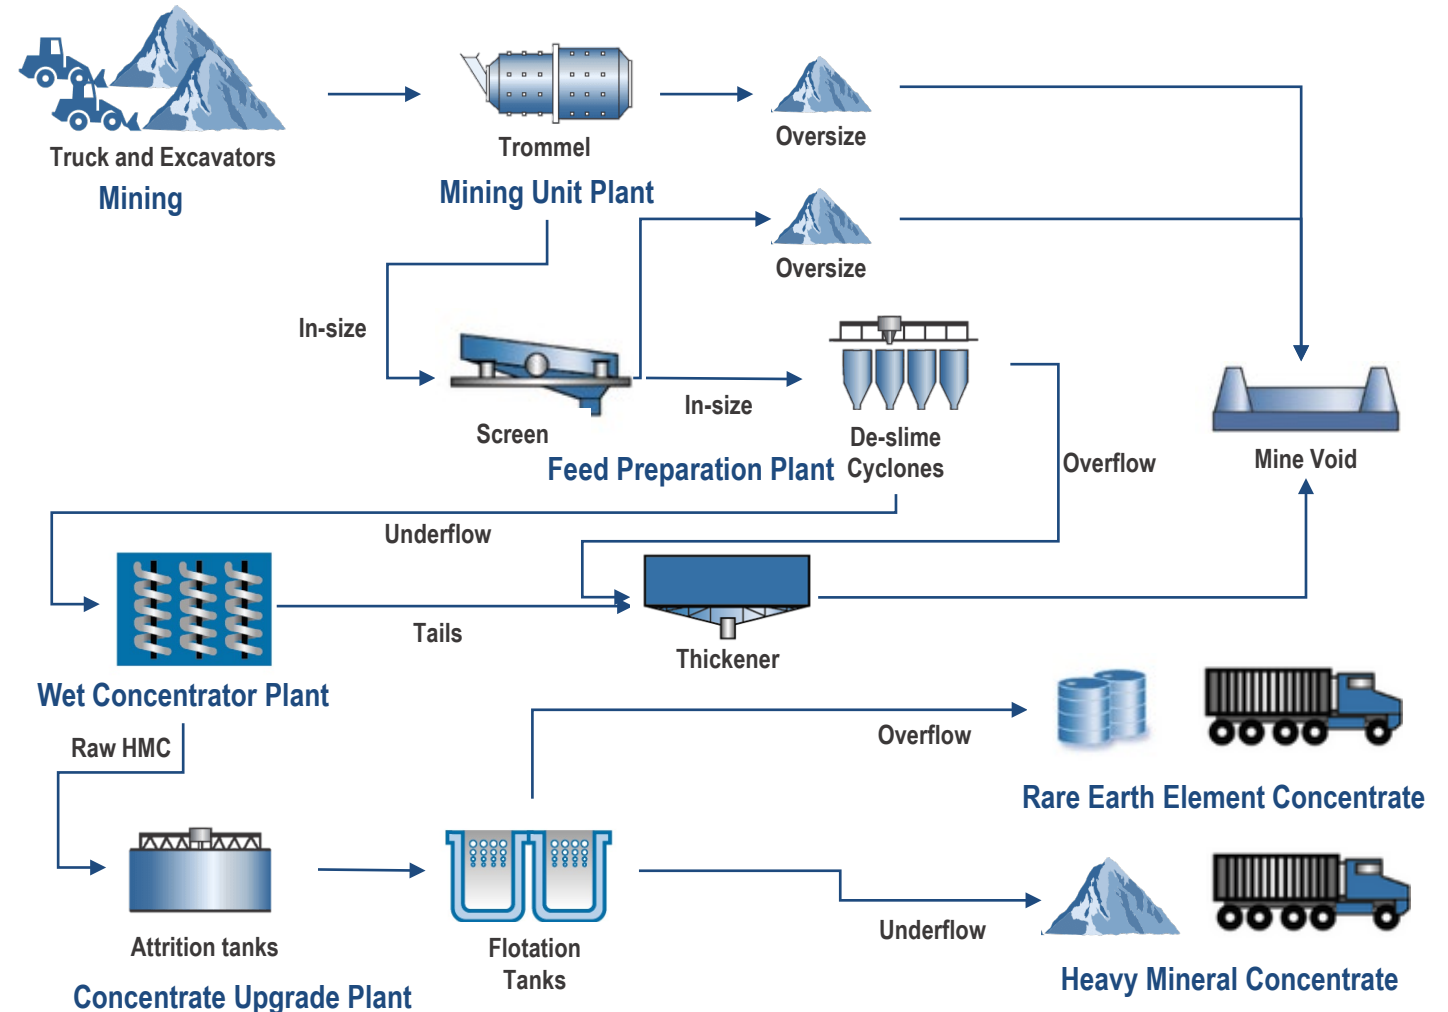 Truck and Excavators
Mining
Trommel
Mining Unit Plant
Oversize
Oversize
In-size
Screen
In-size
De-slime
Cyclones
Feed Preparation Plant
Overflow
Mine Void
Underflow
Tails
Thickener
Wet Concentrator Plant
Raw HMC
Overflow
Rare Earth Element Concentrate
Attrition tanks
Concentrate Upgrade Plant
Flotation
Tanks
Underflow
Heavy Mineral Concentrate